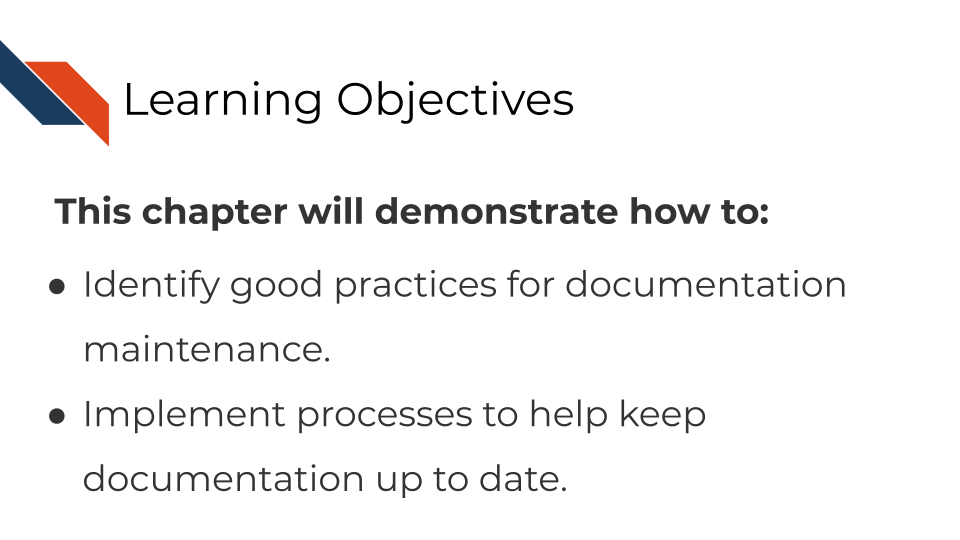 Learning Objectives
This chapter will demonstrate how to:
● Identify good practices for documentation
maintenance.
● Implement processes to help keep
documentation up to date.